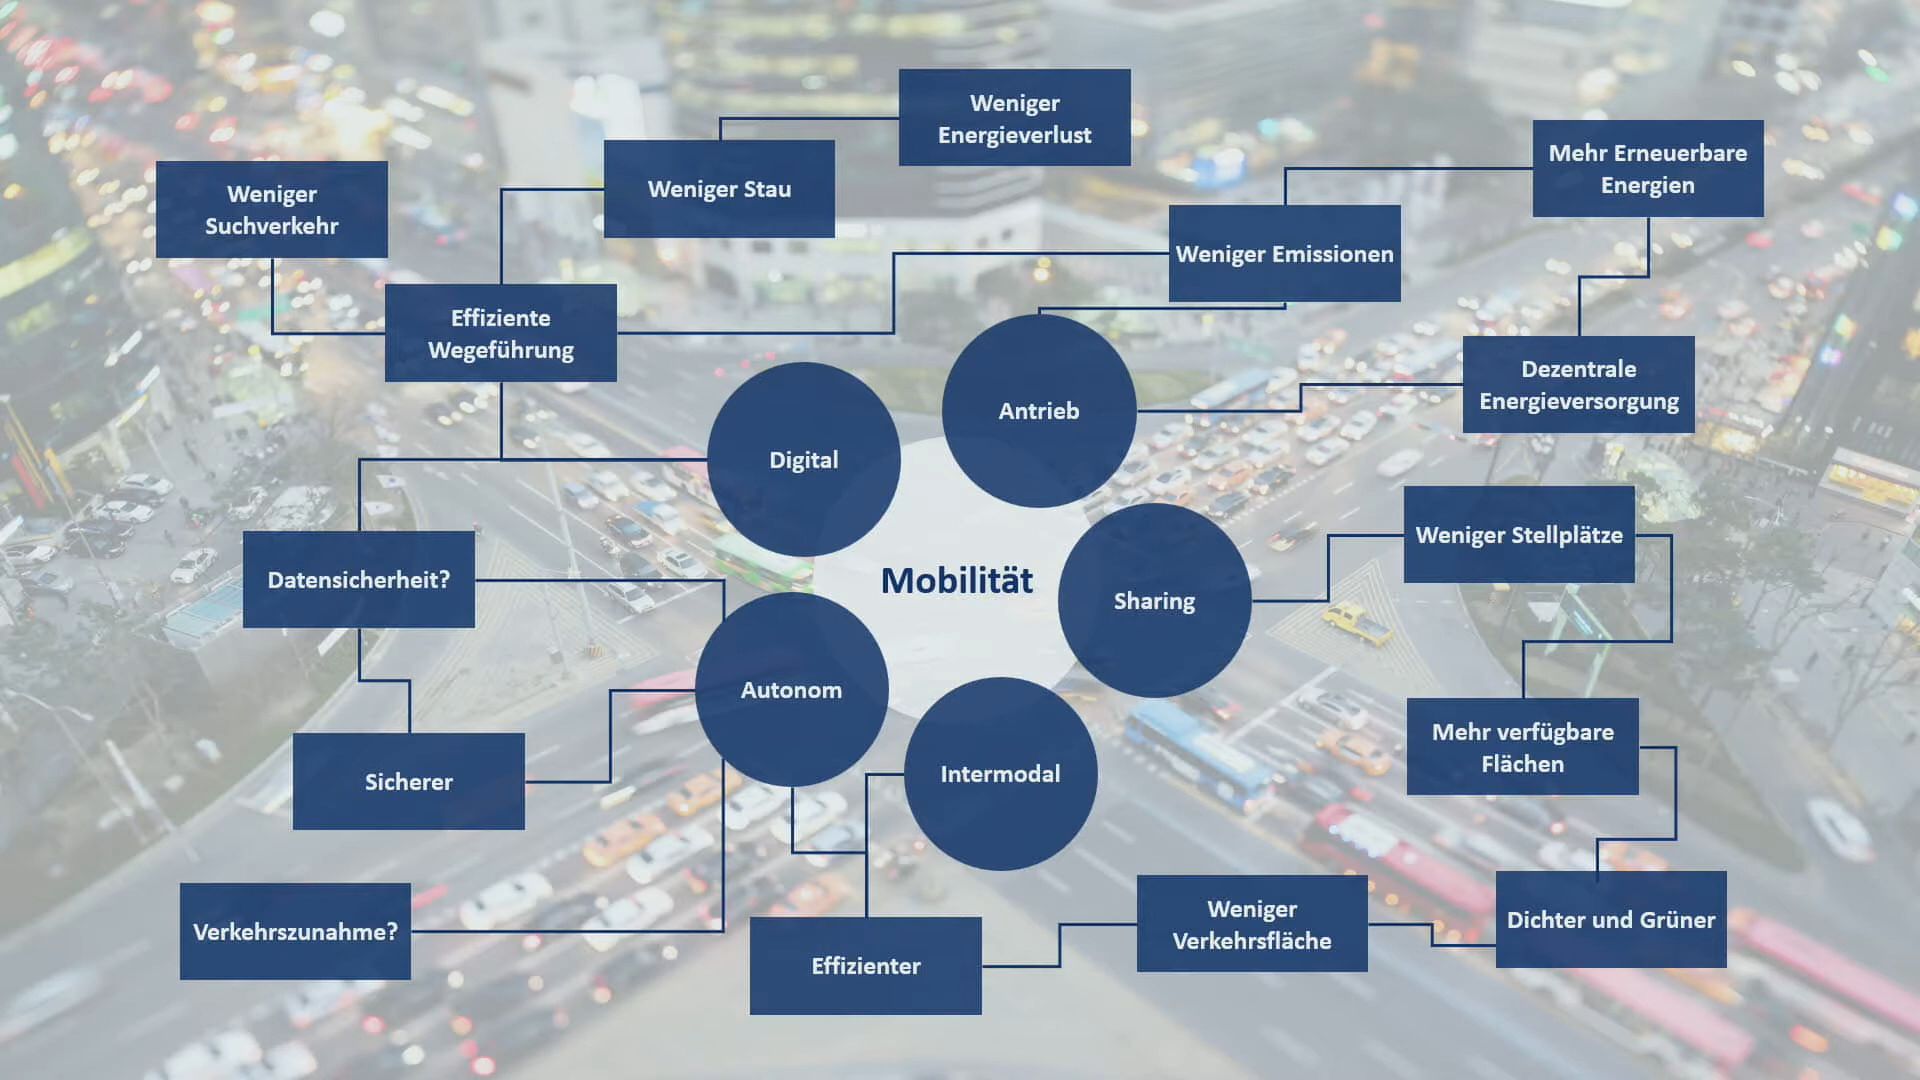 Weniger
Energieverlust
Mehr Erneuerbare
Energien
Weniger Stau
Weniger
Suchverkehr
Weniger Emissionen
Effiziente
Wegeführung
Dezentrale
Energieversorgung
Antrieb
Digital
Weniger Stellplätze
Datensicherheit?
Mobilität
Sharing
Autonom
Mehr verfügbare
Flächen
Intermodal
Sicherer
Weniger
Verkehrsfläche
Dichter und Grüner
Verkehrszunahme?
Effizienter